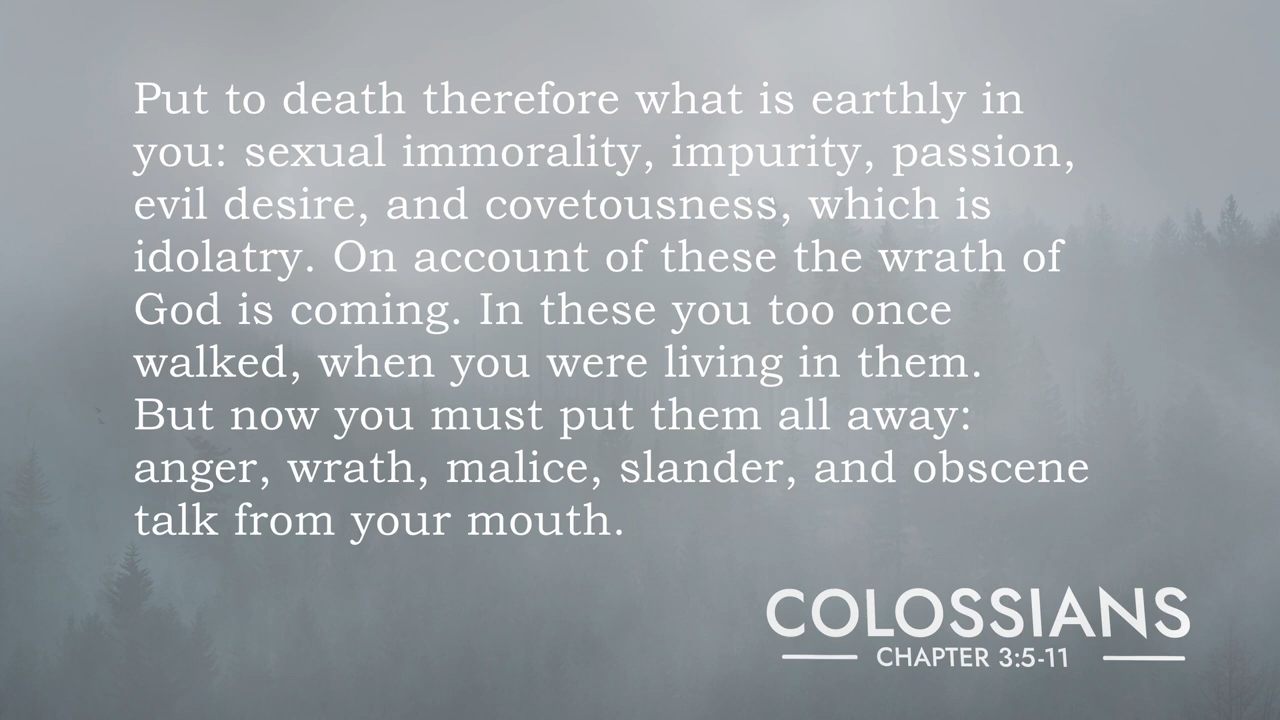 Put to death therefore what is earthly in
you: sexual immorality, impurity, passion,
evil desire, and covetousness, which is
idolatry. On account of these the wrath of
God is coming. In these you too once
walked, when you were living in them.
But now you must put them all away:
anger, wrath, malice, slander, and obscene
talk from your mouth.
COLOSSIANS
CHAPTER 3:5-11